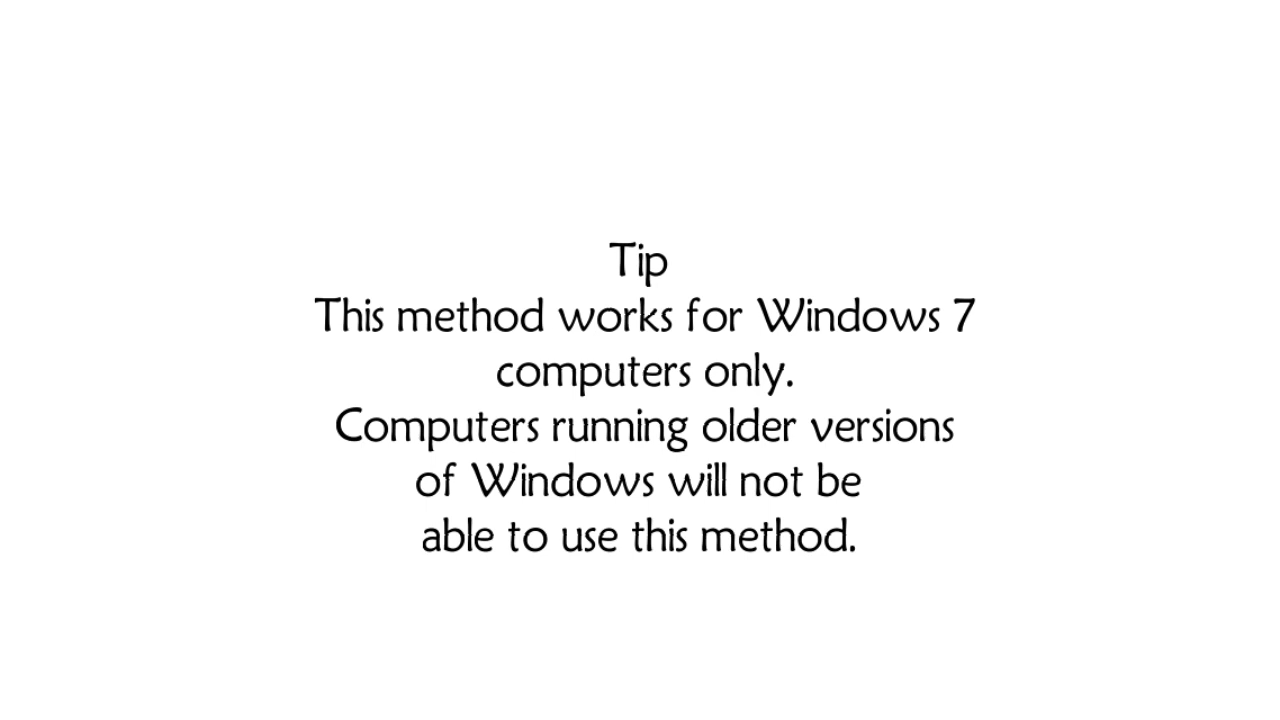 Tip
This method works for Windows 7
computers only.
Computers running older versions
of Windows will not be
able to use this method.